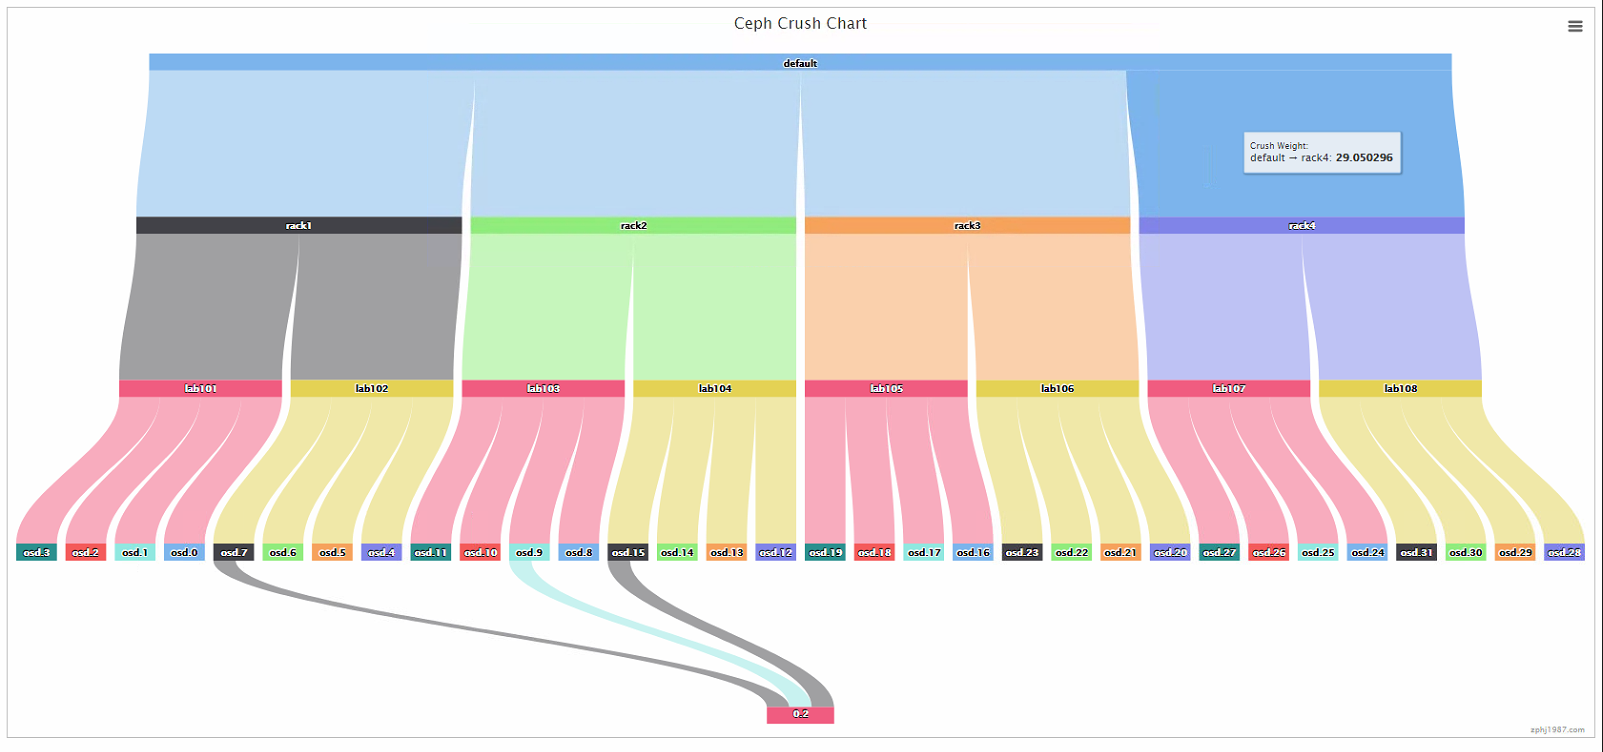 Ceph Crush Chart
default
Crush Weight:
default → rack4: 29.050296
rack1 rack2 rack3 rack4
lab101 lab102 lab103 lab104 lab105 lab106 lab107 lab108
osd.3 osd.2 osd.1 osd.0 osd.7 osd.6 osd.5 osd.4 osd.11 osd.10 osd.9 osd.8 osd.15 osd.14 osd.13 osd.12 osd.19 osd.18 osd.17 osd.16 osd.23 osd.22 osd.21 osd.20 osd.27 osd.26 osd.25 osd.24 osd.31 osd.30 osd.29 osd.28
0.2
zphj1987.com